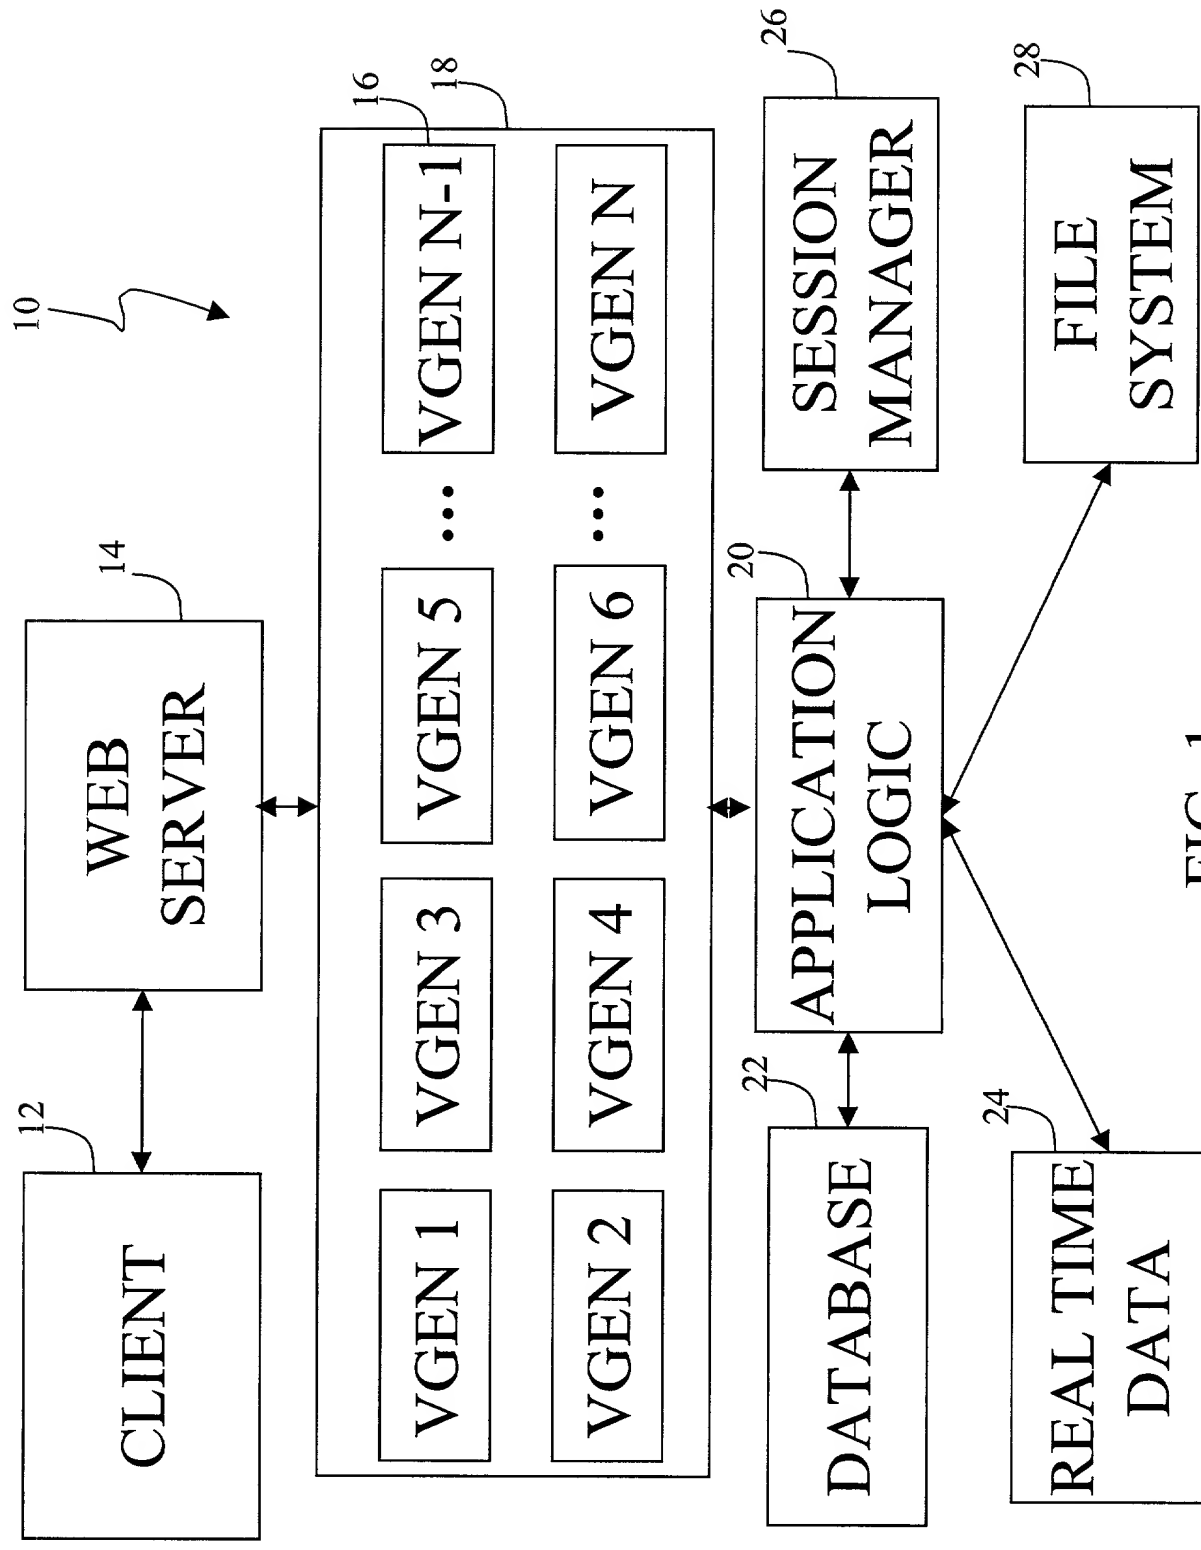 10
12
CLIENT
14
WEB
SERVER
16
18
VGEN 1
VGEN 3
VGEN 5
...
VGEN N-1
VGEN 2
VGEN 4
VGEN 6
...
VGEN N
22
DATABASE
20
APPLICATION
LOGIC
26
SESSION
MANAGER
24
REAL TIME
DATA
28
FILE
SYSTEM
FIG. 1